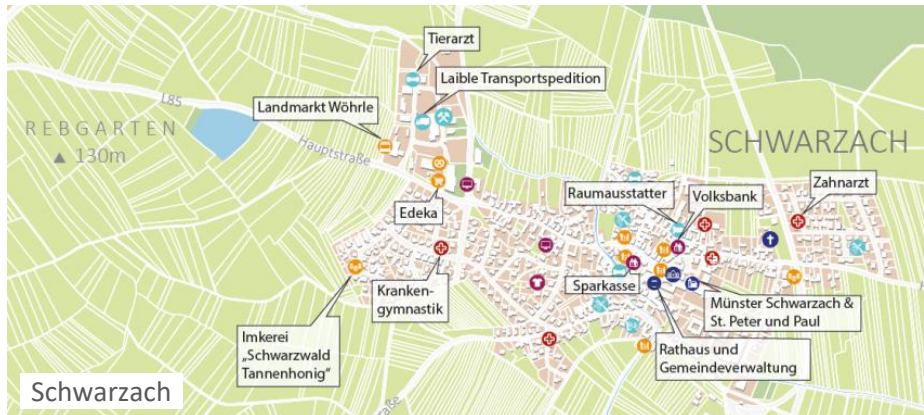 Tierarzt
Laible Transportspedition
Landmarkt Wöhrle
L85
REBGARTEN
▲ 130m
Hauptstraße
SCHWARZACH
Raumausstatter
Volksbank
Zahnarzt
Edeka
Sparkasse
Kranken-
gymnastik
Münster Schwarzach &
St. Peter und Paul
Imkerei
„Schwarzwald
Tannenhonig“
Rathaus und
Gemeindeverwaltung
Schwarzach